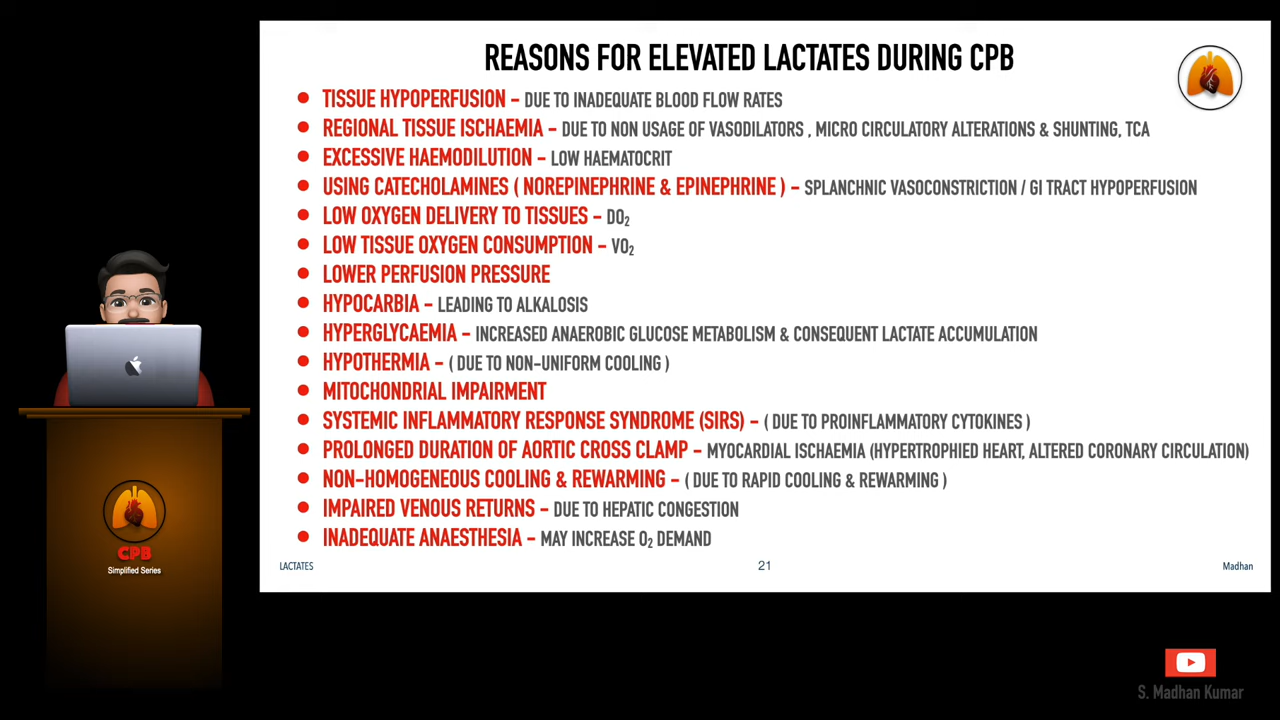 REASONS FOR ELEVATED LACTATES DURING CPB
● TISSUE HYPOPERFUSION – DUE TO INADEQUATE BLOOD FLOW RATES
● REGIONAL TISSUE ISCHAEMIA – DUE TO NON USAGE OF VASODILATORS , MICRO CIRCULATORY ALTERATIONS & SHUNTING, TCA
● EXCESSIVE HAEMODILUTION – LOW HAEMATOCRIT
● USING CATECHOLAMINES ( NOREPINEPHRINE & EPINEPHRINE ) – SPLANCHNIC VASOCONSTRICTION / GI TRACT HYPOPERFUSION
● LOW OXYGEN DELIVERY TO TISSUES – DO₂
● LOW TISSUE OXYGEN CONSUMPTION – VO₂
● LOWER PERFUSION PRESSURE
● HYPOCARBIA – LEADING TO ALKALOSIS
● HYPERGLYCAEMIA – INCREASED ANAEROBIC GLUCOSE METABOLISM & CONSEQUENT LACTATE ACCUMULATION
● HYPOTHERMIA – ( DUE TO NON-UNIFORM COOLING )
● MITOCHONDRIAL IMPAIRMENT
● SYSTEMIC INFLAMMATORY RESPONSE SYNDROME (SIRS) – ( DUE TO PROINFLAMMATORY CYTOKINES )
● PROLONGED DURATION OF AORTIC CROSS CLAMP – MYOCARDIAL ISCHAEMIA (HYPERTROPHIED HEART, ALTERED CORONARY CIRCULATION)
● NON-HOMOGENEOUS COOLING & REWARMING – ( DUE TO RAPID COOLING & REWARMING )
● IMPAIRED VENOUS RETURNS – DUE TO HEPATIC CONGESTION
● INADEQUATE ANAESTHESIA – MAY INCREASE O₂ DEMAND
LACTATES 21 Madhan
CPB
Simplified Series
S. Madhan Kumar